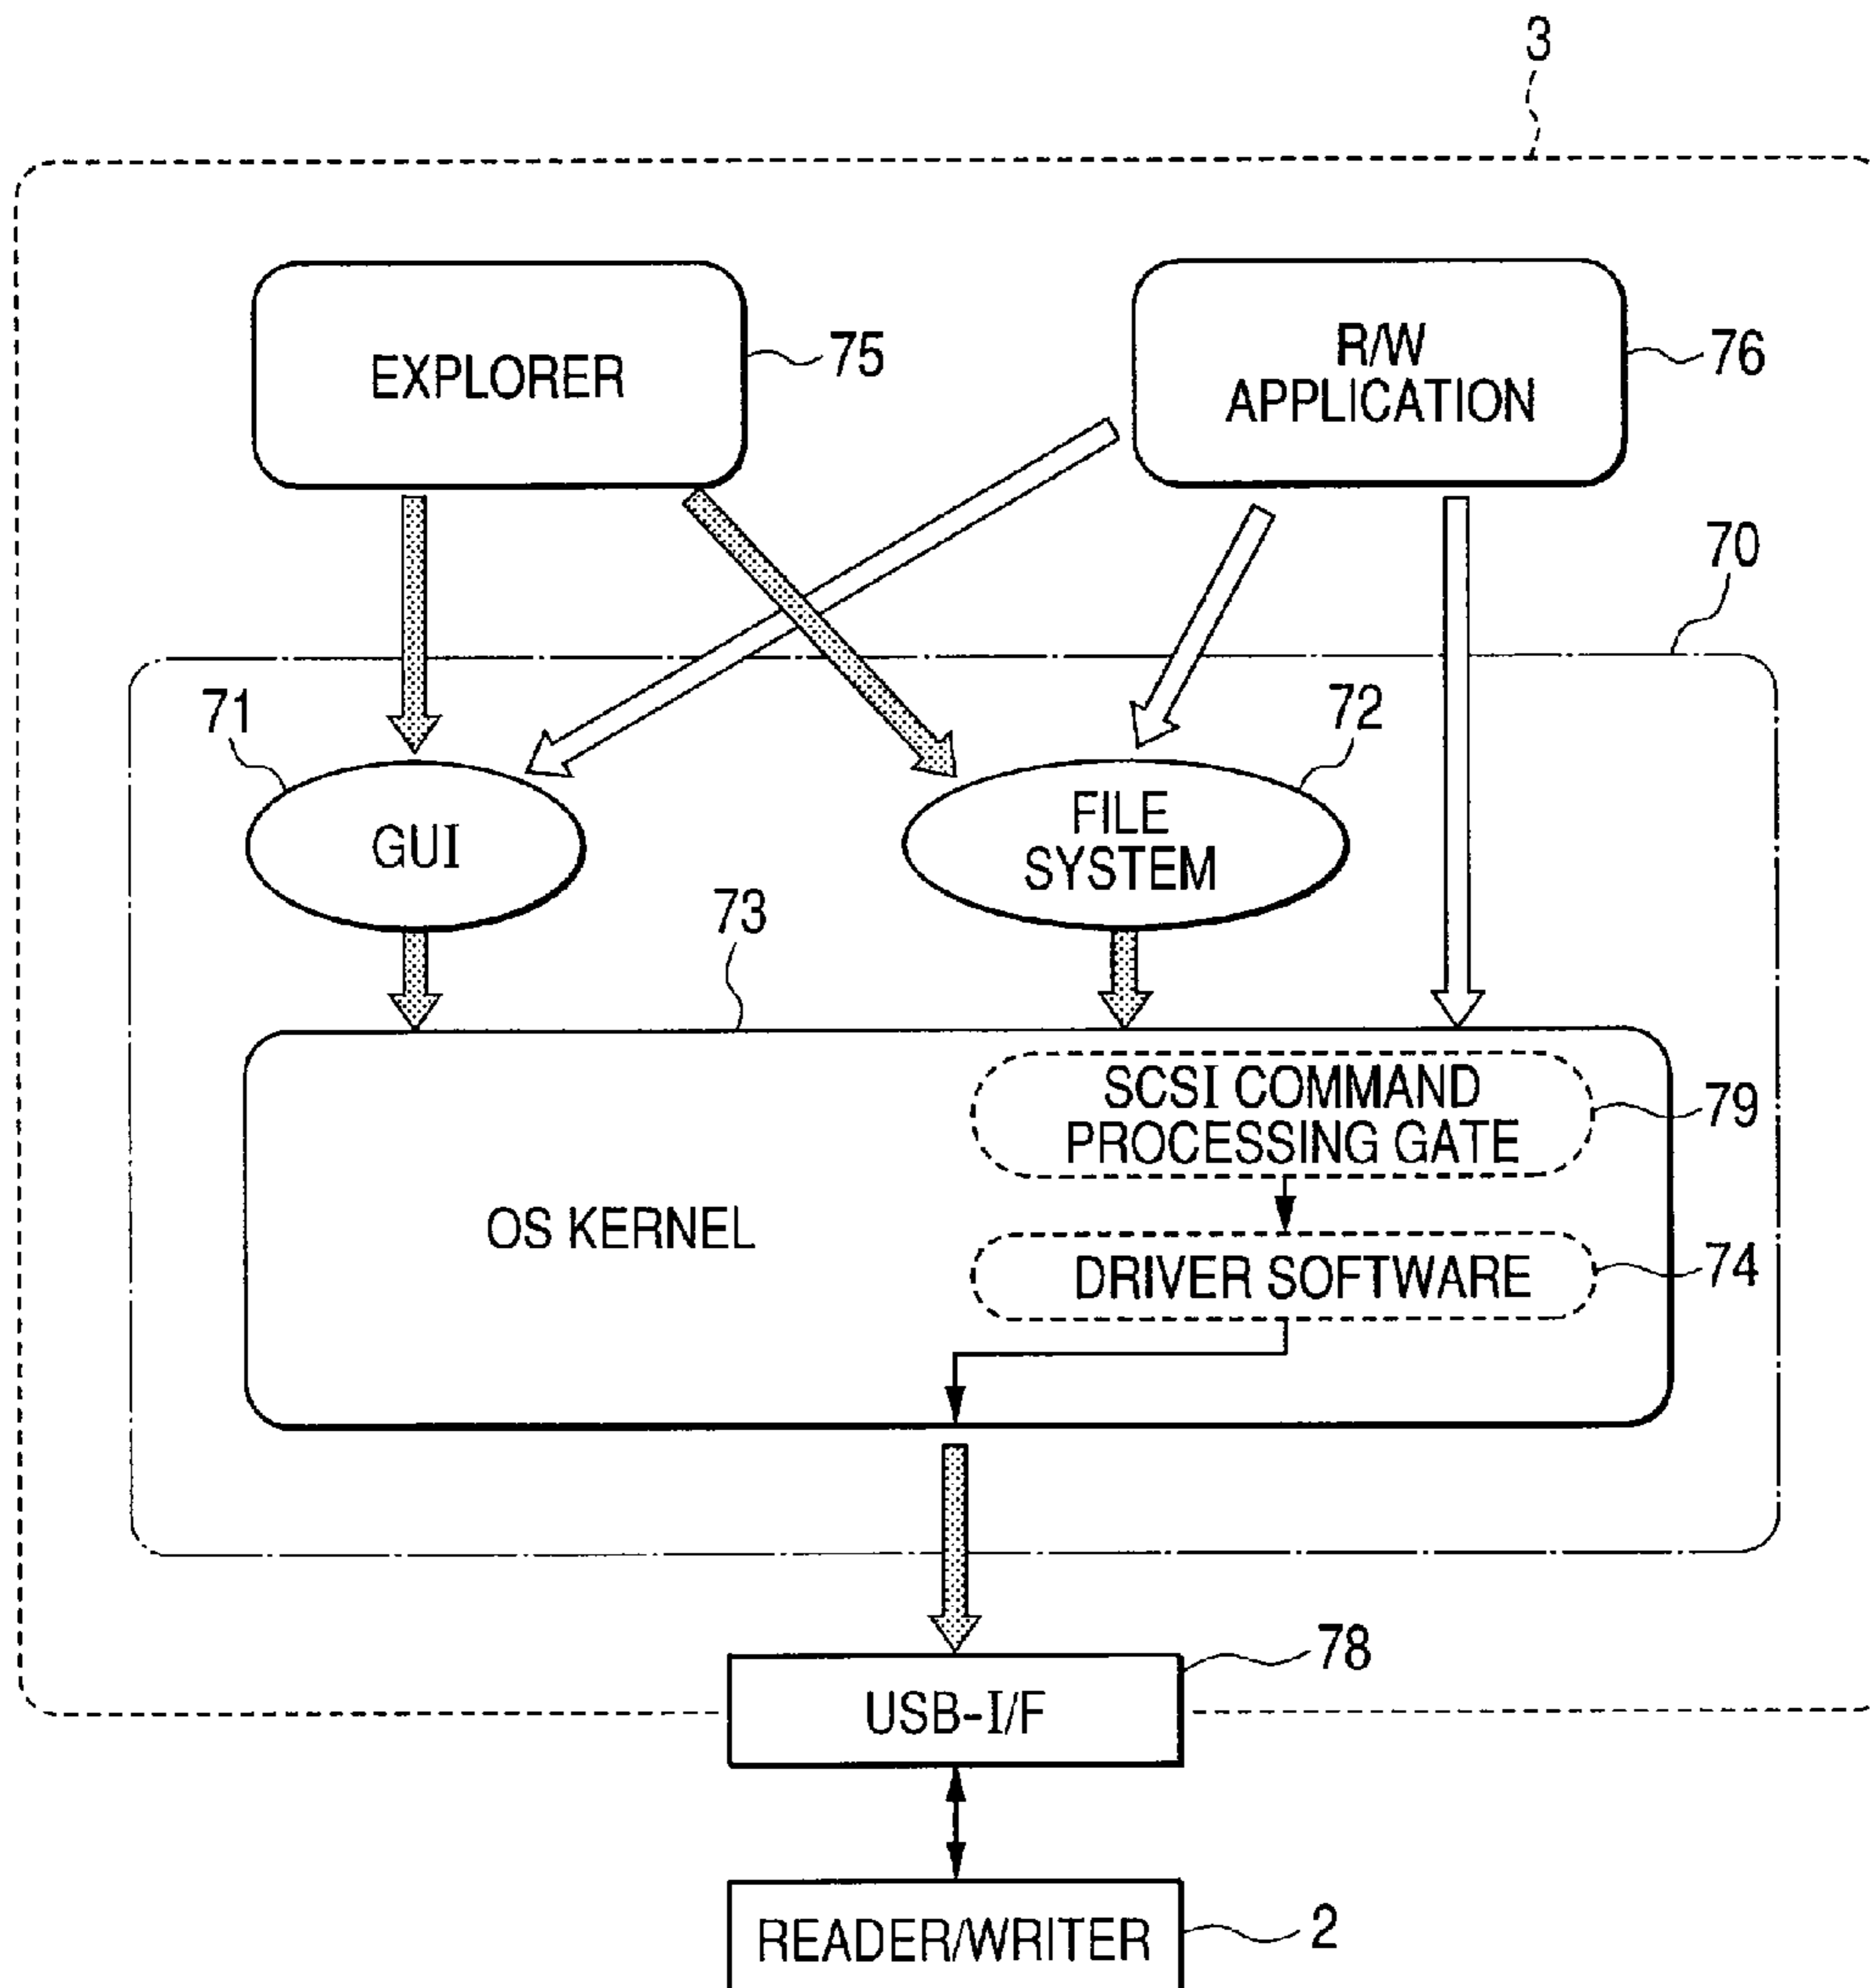 3
EXPLORER
75
R/W
APPLICATION
76
70
71
72
GUI
FILE
SYSTEM
73
SCSI COMMAND
PROCESSING GATE
79
OS KERNEL
DRIVER SOFTWARE
74
78
USB-I/F
READER/WRITER
2